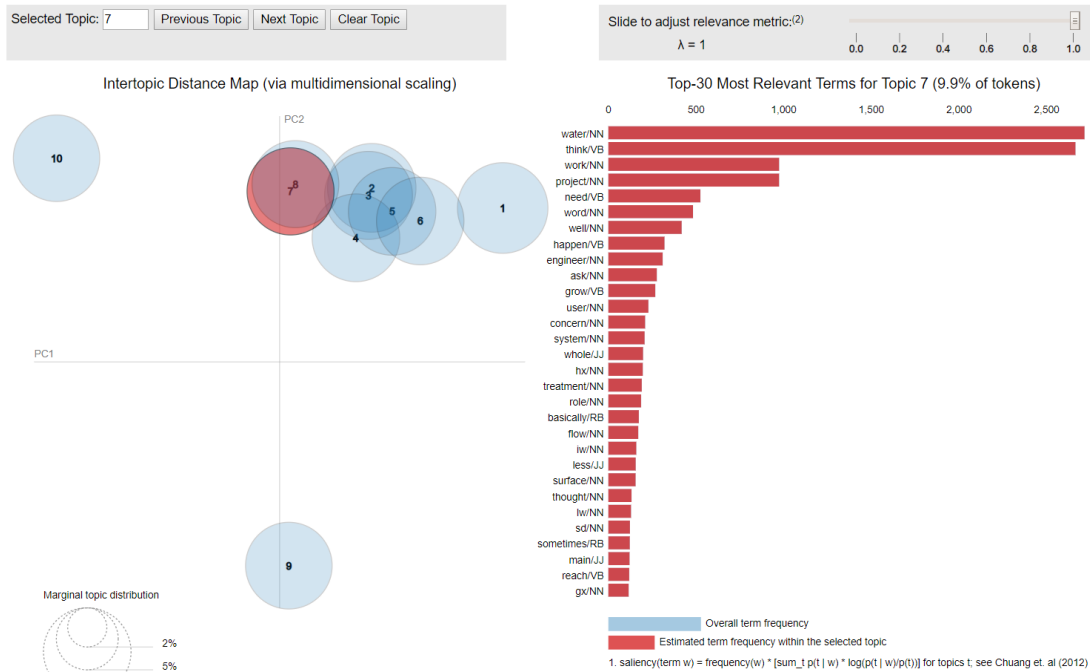 Selected Topic: 7 Previous Topic Next Topic Clear Topic
Slide to adjust relevance metric:(2)
λ = 1
0.0 0.2 0.4 0.6 0.8 1.0
Intertopic Distance Map (via multidimensional scaling)
PC2
PC1
10
8
7
2
3
5
6
4
1
9
Marginal topic distribution
2%
5%
Top-30 Most Relevant Terms for Topic 7 (9.9% of tokens)
0 500 1,000 1,500 2,000 2,500
water/NN
think/VB
work/NN
project/NN
need/VB
word/NN
well/NN
happen/VB
engineer/NN
ask/NN
grow/VB
user/NN
concern/NN
system/NN
whole/JJ
hx/NN
treatment/NN
role/NN
basically/RB
flow/NN
iw/NN
less/JJ
surface/NN
thought/NN
lw/NN
sd/NN
sometimes/RB
main/JJ
reach/VB
gx/NN
Overall term frequency
Estimated term frequency within the selected topic
1. saliency(term w) = frequency(w) * [sum_t p(t | w) * log(p(t | w)/p(t))] for topics t; see Chuang et. al (2012)